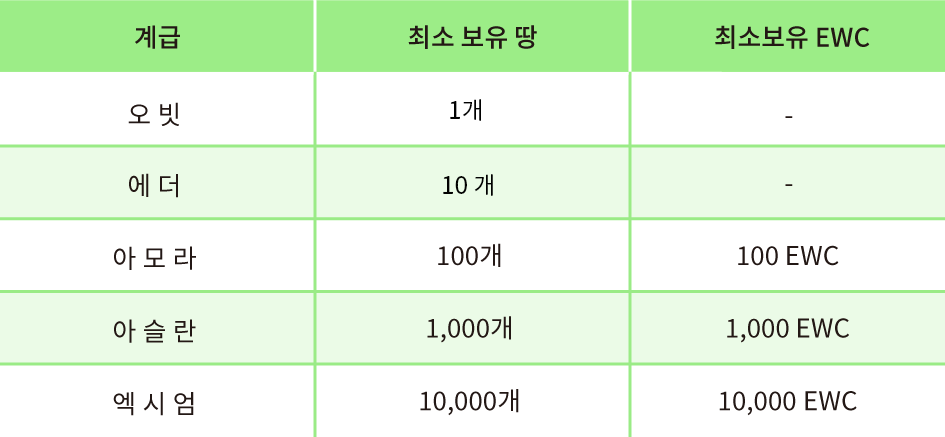 계급 최소 보유 땅 최소보유 EWC
오 빗 1개 -
에 더 10 개 -
아 모 라 100개 100 EWC
아 슬 란 1,000개 1,000 EWC
엑 시 엄 10,000개 10,000 EWC